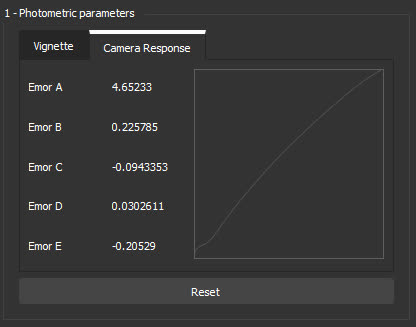 1 - Photometric parameters
Vignette
Camera Response
Emor A 4.65233
Emor B 0.225785
Emor C -0.0943353
Emor D 0.0302611
Emor E -0.20529
Reset